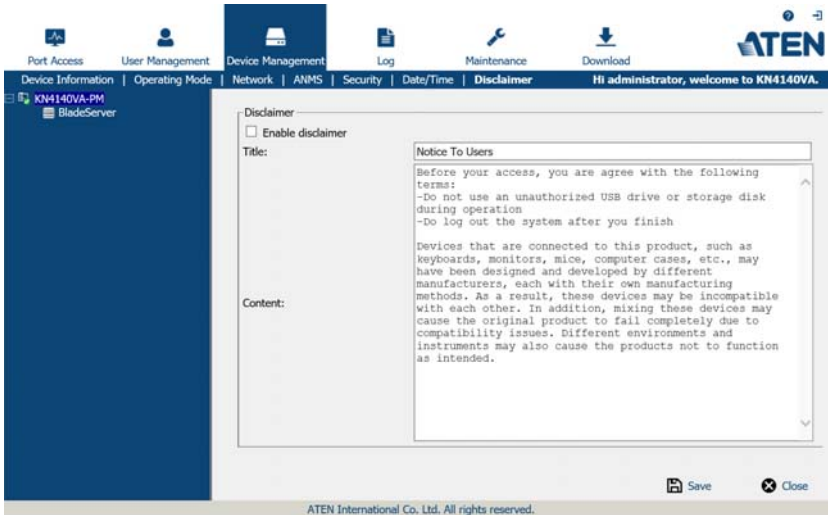 ATEN
Port Access
User Management
Device Management
Log
Maintenance
Download
Device Information | Operating Mode | Network | ANMS | Security | Date/Time | Disclaimer
Hi administrator, welcome to KN4140VA.
KN4140VA-PM
BladeServer
Disclaimer
Enable disclaimer
Title:
Notice To Users
Content:
Before your access, you are agree with the following
terms:
-Do not use an unauthorized USB drive or storage disk
during operation
-Do log out the system after you finish
Devices that are connected to this product, such as
keyboards, monitors, mice, computer cases, etc., may
have been designed and developed by different
manufacturers, each with their own manufacturing
methods. As a result, these devices may be incompatible
with each other. In addition, mixing these devices may
cause the original product to fail completely due to
compatibility issues. Different environments and
instruments may also cause the products not to function
as intended.
Save
Close
ATEN International Co. Ltd. All rights reserved.